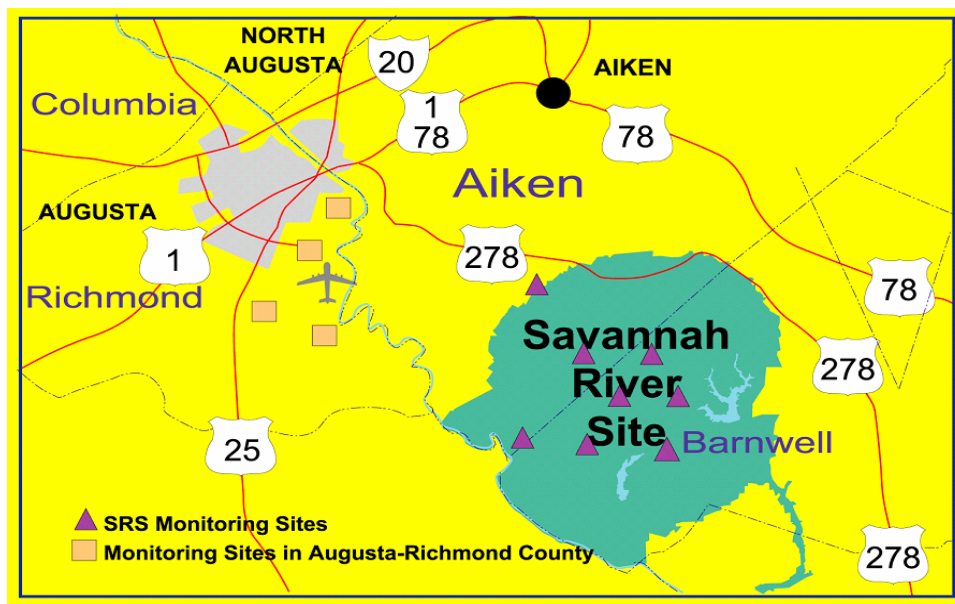 NORTH
AUGUSTA
20
AIKEN
Columbia
1
78
78
Aiken
AUGUSTA
1
278
Richmond
78
Savannah
River
Site
278
Barnwell
25
SRS Monitoring Sites
Monitoring Sites in Augusta-Richmond County
278